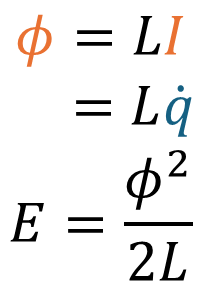 ϕ = LI
= Lq̇
E = ϕ²/2L